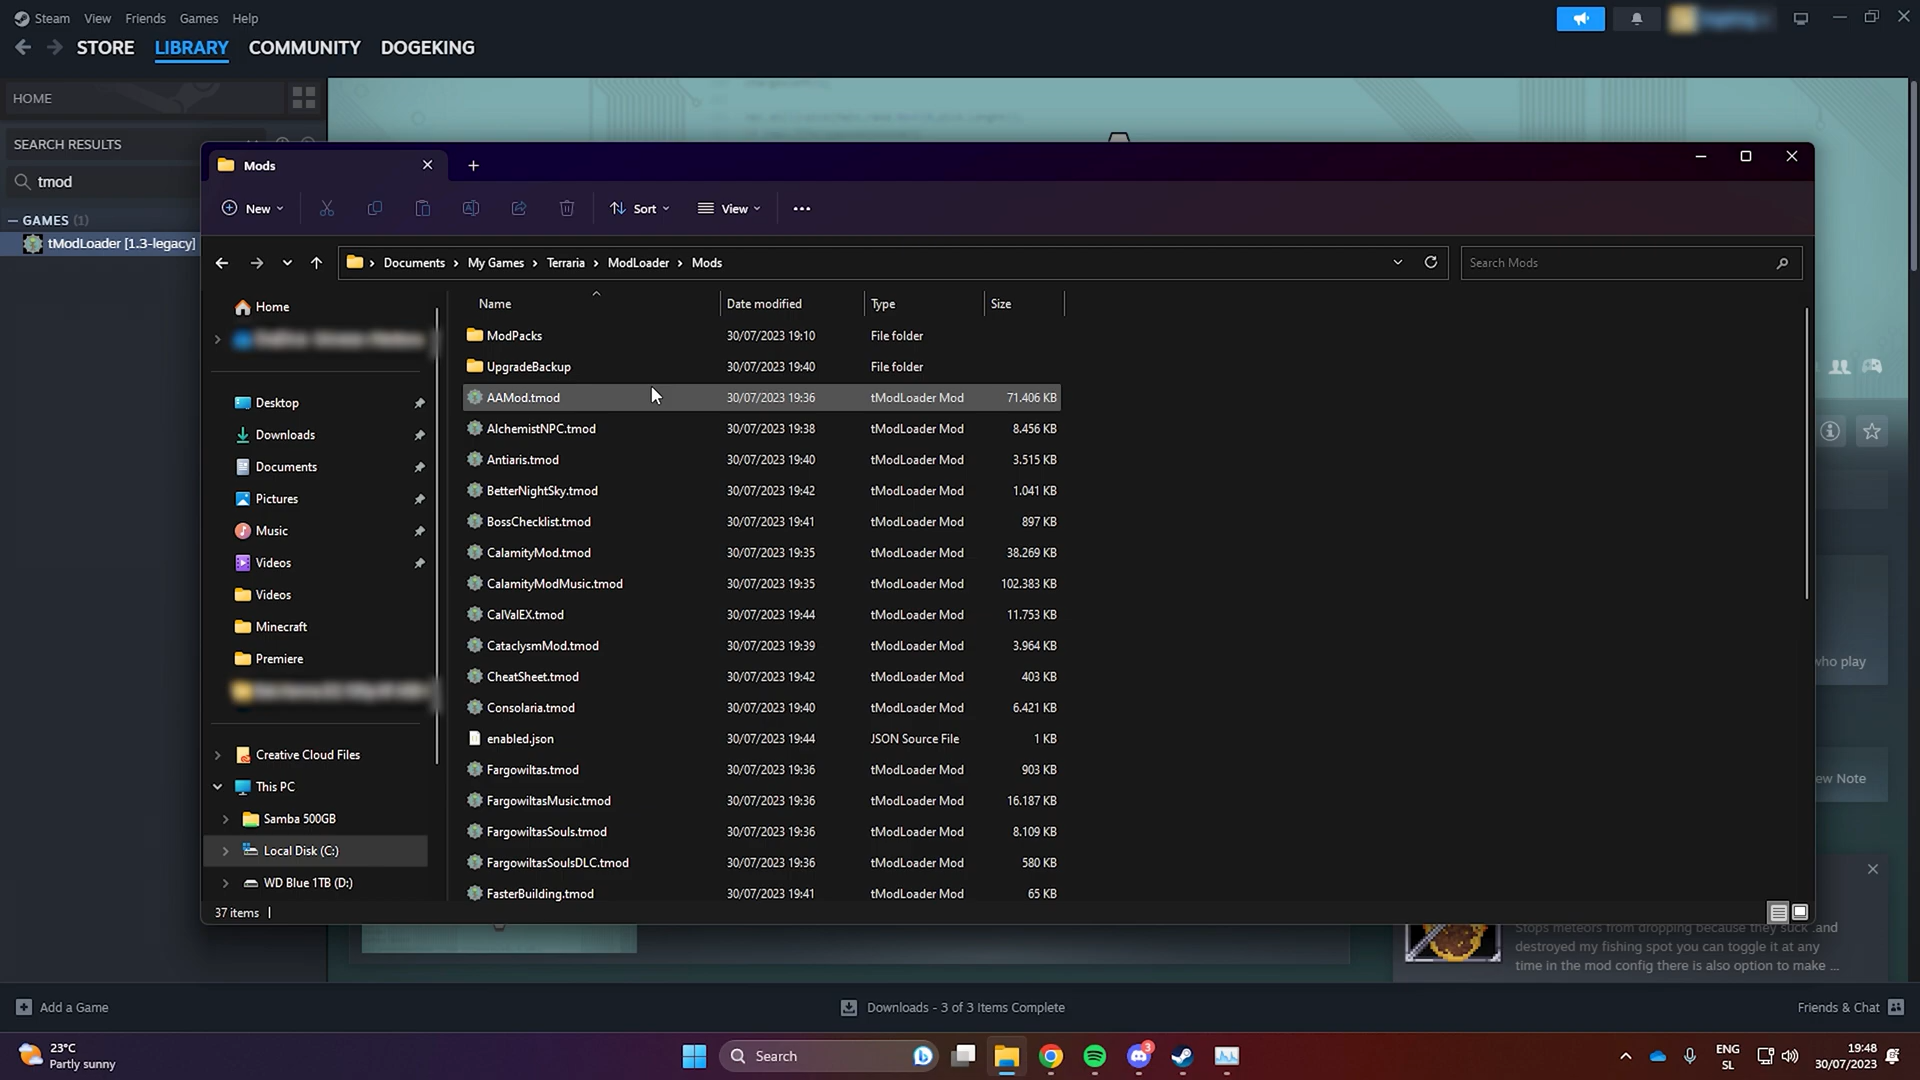 Steam View Friends Games Help
STORE LIBRARY COMMUNITY DOGEKING
HOME
SEARCH RESULTS
tmod
GAMES (1)
tModLoader [1.3-legacy]
Mods
New Sort View
Documents My Games Terraria ModLoader Mods
Search Mods
Home
Desktop
Downloads
Documents
Pictures
Music
Videos
Videos
Minecraft
Premiere
Creative Cloud Files
This PC
Samba 500GB
Local Disk (C:)
WD Blue 1TB (D:)
Name Date modified Type Size
ModPacks 30/07/2023 19:10 File folder
UpgradeBackup 30/07/2023 19:40 File folder
AAMod.tmod 30/07/2023 19:36 tModLoader Mod 71.406 KB
AlchemistNPC.tmod 30/07/2023 19:38 tModLoader Mod 8.456 KB
Antiaris.tmod 30/07/2023 19:40 tModLoader Mod 3.515 KB
BetterNightSky.tmod 30/07/2023 19:42 tModLoader Mod 1.041 KB
BossChecklist.tmod 30/07/2023 19:41 tModLoader Mod 897 KB
CalamityMod.tmod 30/07/2023 19:35 tModLoader Mod 38.269 KB
CalamityModMusic.tmod 30/07/2023 19:35 tModLoader Mod 102.383 KB
CalValEX.tmod 30/07/2023 19:44 tModLoader Mod 11.753 KB
CataclysmMod.tmod 30/07/2023 19:39 tModLoader Mod 3.964 KB
CheatSheet.tmod 30/07/2023 19:42 tModLoader Mod 403 KB
Consolaria.tmod 30/07/2023 19:40 tModLoader Mod 6.421 KB
enabled.json 30/07/2023 19:44 JSON Source File 1 KB
Fargowiltas.tmod 30/07/2023 19:36 tModLoader Mod 903 KB
FargowiltasMusic.tmod 30/07/2023 19:36 tModLoader Mod 16.187 KB
FargowiltasSouls.tmod 30/07/2023 19:36 tModLoader Mod 8.109 KB
FargowiltasSoulsDLC.tmod 30/07/2023 19:36 tModLoader Mod 580 KB
FasterBuilding.tmod 30/07/2023 19:41 tModLoader Mod 65 KB
37 items
who play
ew Note
Stops meteors from dropping because they suck .and
destroyed my fishing spot you can toggle it at any
time in the mod config there is also option to make ...
Add a Game
Downloads - 3 of 3 Items Complete
Friends & Chat
23°C
Partly sunny
Search
3
ENG
SL
19:48
30/07/2023